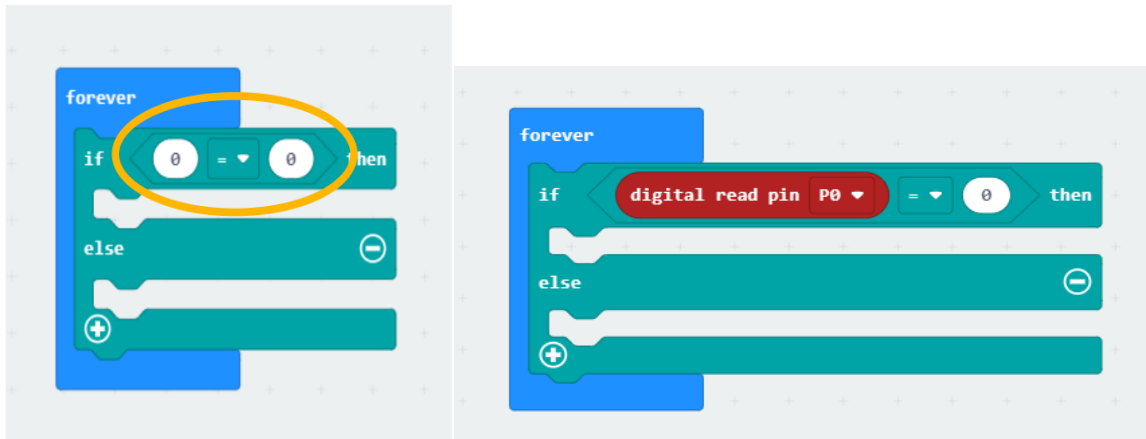 forever
if 0 = 0 then
else
forever
if digital read pin P0 = 0 then
else